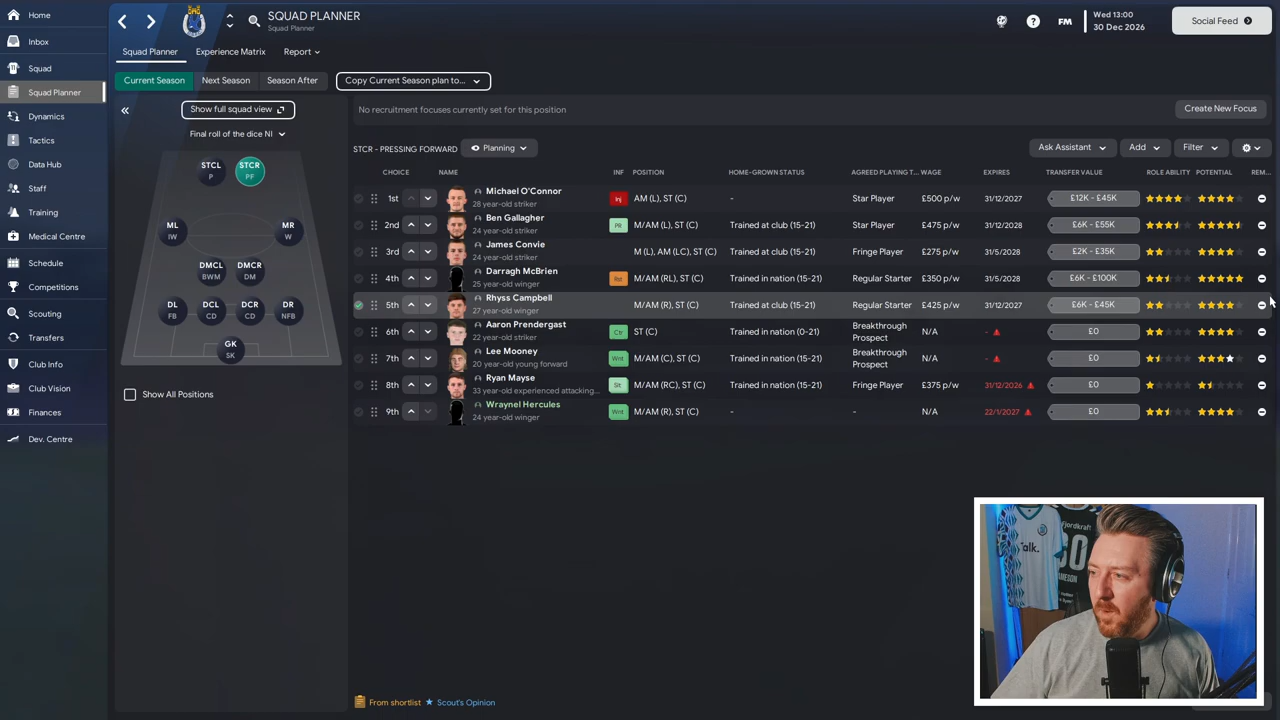 Home
Inbox
Squad
Squad Planner
Dynamics
Tactics
Data Hub
Staff
Training
Medical Centre
Schedule
Competitions
Scouting
Transfers
Club Info
Club Vision
Finances
Dev. Centre
SQUAD PLANNER
Squad Planner
FM
Wed 13:00
30 Dec 2026
Social Feed
Squad Planner Experience Matrix Report
Current Season Next Season Season After Copy Current Season plan to...
Show full squad view
Final roll of the dice NI
STCL
P
STCR
PF
ML
IW
MR
W
DMCL
BWM
DMCR
DM
DL
FB
DCL
CD
DCR
CD
DR
NFB
GK
SK
Show All Positions
No recruitment focuses currently set for this position
Create New Focus
STCR - PRESSING FORWARD Planning Ask Assistant Add Filter
CHOICE NAME INF POSITION HOME-GROWN STATUS AGREED PLAYING T... WAGE EXPIRES TRANSFER VALUE ROLE ABILITY POTENTIAL REM...
1st Michael O'Connor Inj AM (L), ST (C) - Star Player £500 p/w 31/12/2027 £12K - £45K
28 year-old striker
2nd Ben Gallagher PR M/AM (L), ST (C) Trained at club (15-21) Star Player £475 p/w 31/12/2028 £6K - £55K
24 year-old striker
3rd James Convie M (L), AM (LC), ST (C) Trained at club (15-21) Fringe Player £275 p/w 31/5/2028 £2K - £35K
24 year-old striker
4th Darragh McBrien Rst M/AM (RL), ST (C) Trained in nation (15-21) Regular Starter £350 p/w 31/5/2028 £6K - £100K
25 year-old winger
5th Rhyss Campbell M/AM (R), ST (C) Trained at club (15-21) Regular Starter £425 p/w 31/12/2027 £6K - £45K
27 year-old winger
6th Aaron Prendergast Ctr ST (C) Trained in nation (0-21) Breakthrough Prospect N/A - £0
22 year-old striker
7th Lee Mooney Wnt M/AM (C), ST (C) Trained in nation (15-21) Breakthrough Prospect N/A - £0
20 year-old young forward
8th Ryan Mayse Slt M/AM (RC), ST (C) Trained in nation (15-21) Fringe Player £375 p/w 31/12/2026 £0
33 year-old experienced attacking...
9th Wraynel Hercules Wnt M/AM (R), ST (C) - - N/A 22/1/2027 £0
24 year-old winger
From shortlist Scout's Opinion
Talk.
fjordkraft
JAMESON